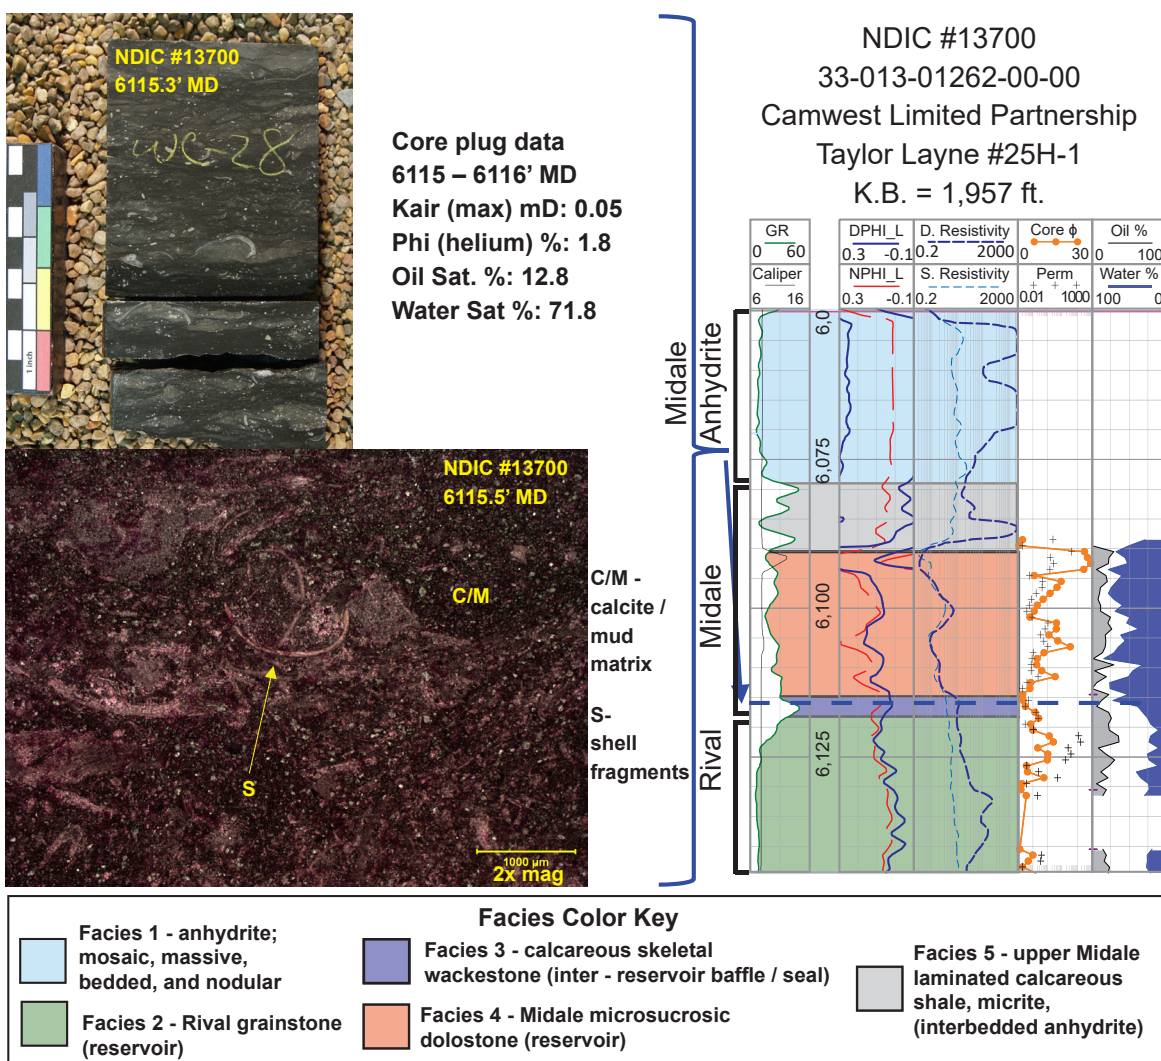 NDIC #13700
6115.3’ MD
WC-28
1 inch
Core plug data
6115 – 6116’ MD
Kair (max) mD: 0.05
Phi (helium) %: 1.8
Oil Sat. %: 12.8
Water Sat %: 71.8
NDIC #13700
6115.5’ MD
C/M
S
1000 µm
2x mag
C/M -
calcite /
mud
matrix
S-
shell
fragments
NDIC #13700
33-013-01262-00-00
Camwest Limited Partnership
Taylor Layne #25H-1
K.B. = 1,957 ft.
GR
0 60
Caliper
6 16
DPHI_L
0.3 -0.1
NPHI_L
0.3 -0.1
D. Resistivity
0.2 2000
S. Resistivity
0.2 2000
Core ϕ
0 30
Perm
0.01 1000
Oil %
0 100
Water %
100 0
Midale
Anhydrite
Midale
Rival
6,0
6,075
6,100
6,125
Facies Color Key
Facies 1 - anhydrite;
mosaic, massive,
bedded, and nodular
Facies 2 - Rival grainstone
(reservoir)
Facies 3 - calcareous skeletal
wackestone (inter - reservoir baffle / seal)
Facies 4 - Midale microsucrosic
dolostone (reservoir)
Facies 5 - upper Midale
laminated calcareous
shale, micrite,
(interbedded anhydrite)